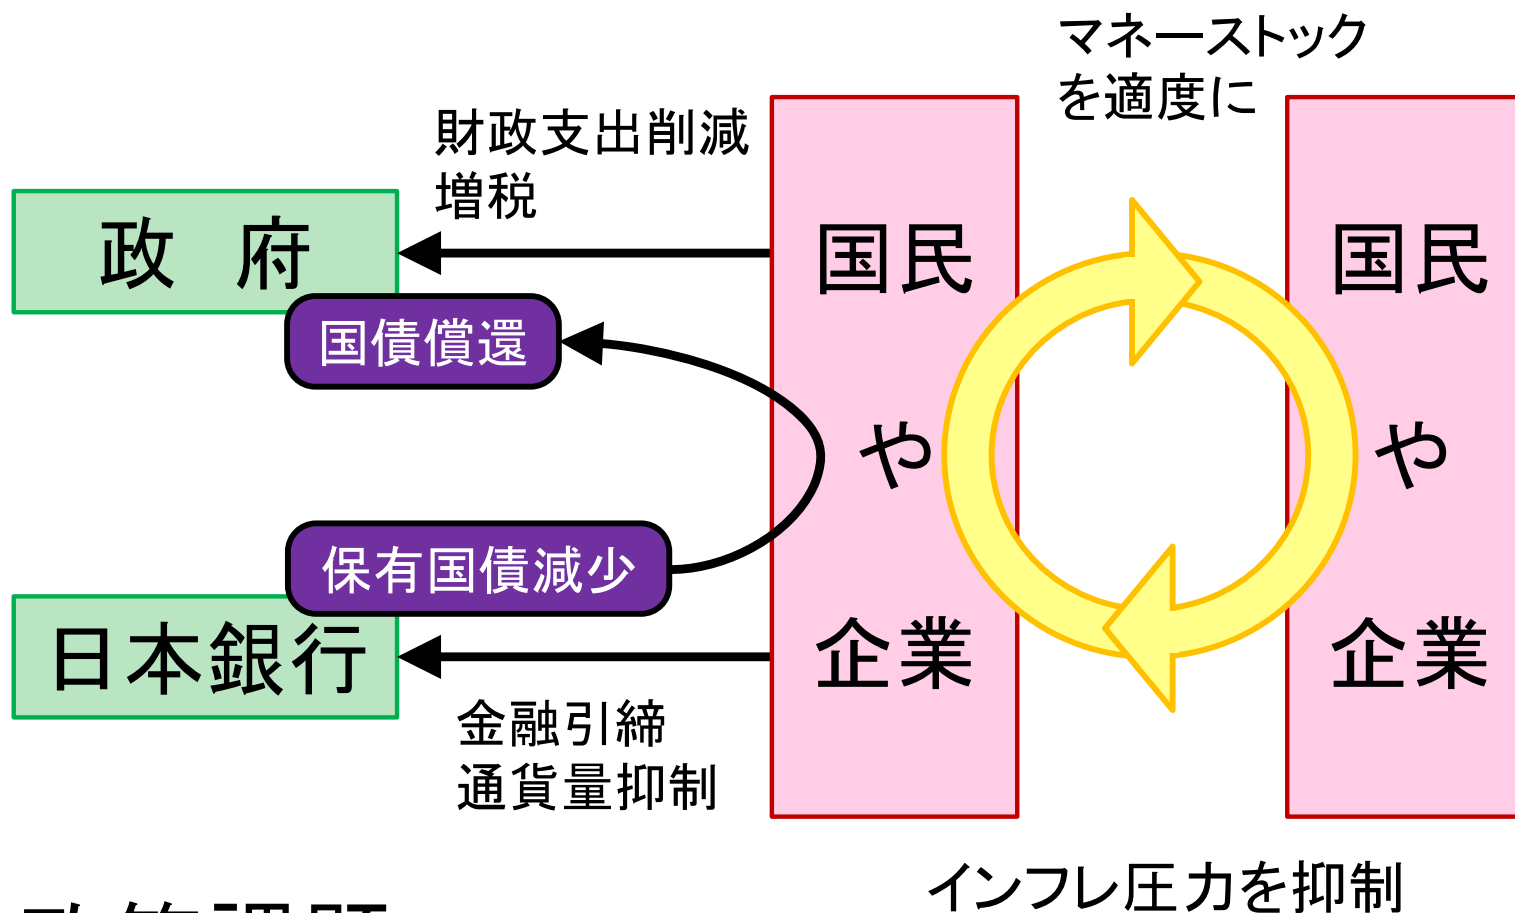 マネーストック
を適度に
財政支出削減
増税
政　府
国債償還
国民
や
企業
国民
や
企業
保有国債減少
日本銀行
金融引締
通貨量抑制
インフレ圧力を抑制